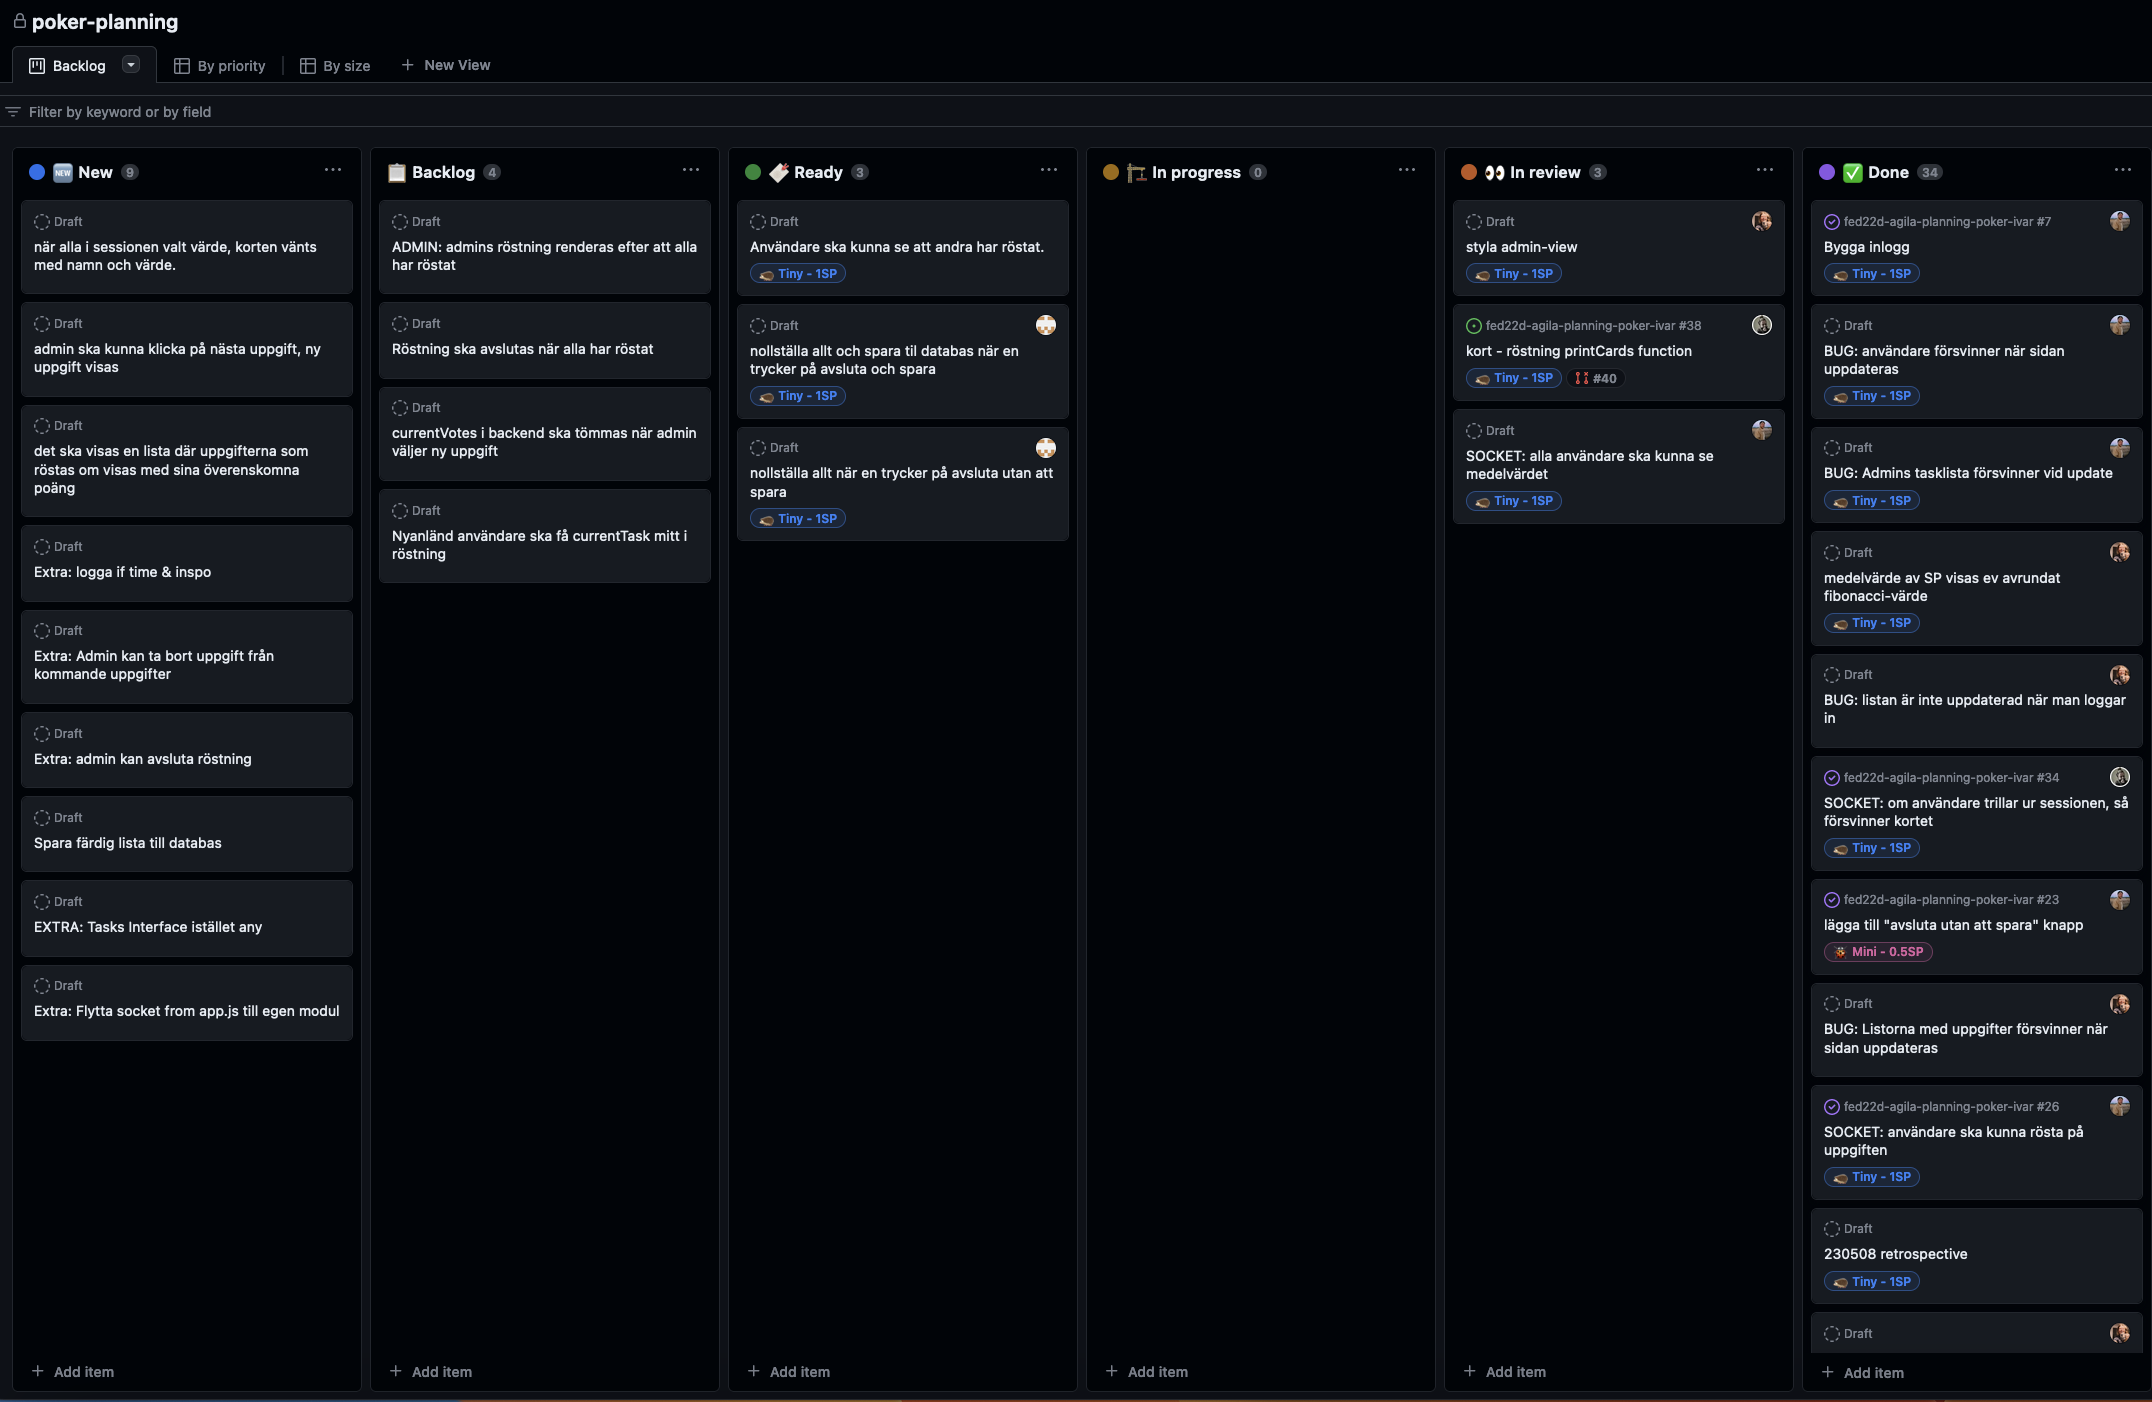 poker-planning
Backlog
By priority
By size
New View
Filter by keyword or by field
NEW New 9
Draft
när alla i sessionen valt värde, korten vänts
med namn och värde.
Draft
admin ska kunna klicka på nästa uppgift, ny
uppgift visas
Draft
det ska visas en lista där uppgifterna som
röstas om visas med sina överenskomna
poäng
Draft
Extra: logga if time & inspo
Draft
Extra: Admin kan ta bort uppgift från
kommande uppgifter
Draft
Extra: admin kan avsluta röstning
Draft
Spara färdig lista till databas
Draft
EXTRA: Tasks Interface istället any
Draft
Extra: Flytta socket from app.js till egen modul
Add item
Backlog 4
Draft
ADMIN: admins röstning renderas efter att alla
har röstat
Draft
Röstning ska avslutas när alla har röstat
Draft
currentVotes i backend ska tömmas när admin
väljer ny uppgift
Draft
Nyanländ användare ska få currentTask mitt i
röstning
Add item
Ready 3
Draft
Användare ska kunna se att andra har röstat.
Tiny - 1SP
Draft
nollställa allt och spara til databas när en
trycker på avsluta och spara
Tiny - 1SP
Draft
nollställa allt när en trycker på avsluta utan att
spara
Tiny - 1SP
Add item
In progress 0
Add item
In review 3
Draft
styla admin-view
Tiny - 1SP
fed22d-agila-planning-poker-ivar #38
kort - röstning printCards function
Tiny - 1SP #40
Draft
SOCKET: alla användare ska kunna se
medelvärdet
Tiny - 1SP
Add item
Done 34
fed22d-agila-planning-poker-ivar #7
Bygga inlogg
Tiny - 1SP
Draft
BUG: användare försvinner när sidan
uppdateras
Tiny - 1SP
Draft
BUG: Admins tasklista försvinner vid update
Tiny - 1SP
Draft
medelvärde av SP visas ev avrundat
fibonacci-värde
Tiny - 1SP
Draft
BUG: listan är inte uppdaterad när man loggar
in
fed22d-agila-planning-poker-ivar #34
SOCKET: om användare trillar ur sessionen, så
försvinner kortet
Tiny - 1SP
fed22d-agila-planning-poker-ivar #23
lägga till "avsluta utan att spara" knapp
Mini - 0.5SP
Draft
BUG: Listorna med uppgifter försvinner när
sidan uppdateras
fed22d-agila-planning-poker-ivar #26
SOCKET: användare ska kunna rösta på
uppgiften
Tiny - 1SP
Draft
230508 retrospective
Tiny - 1SP
Draft
Add item